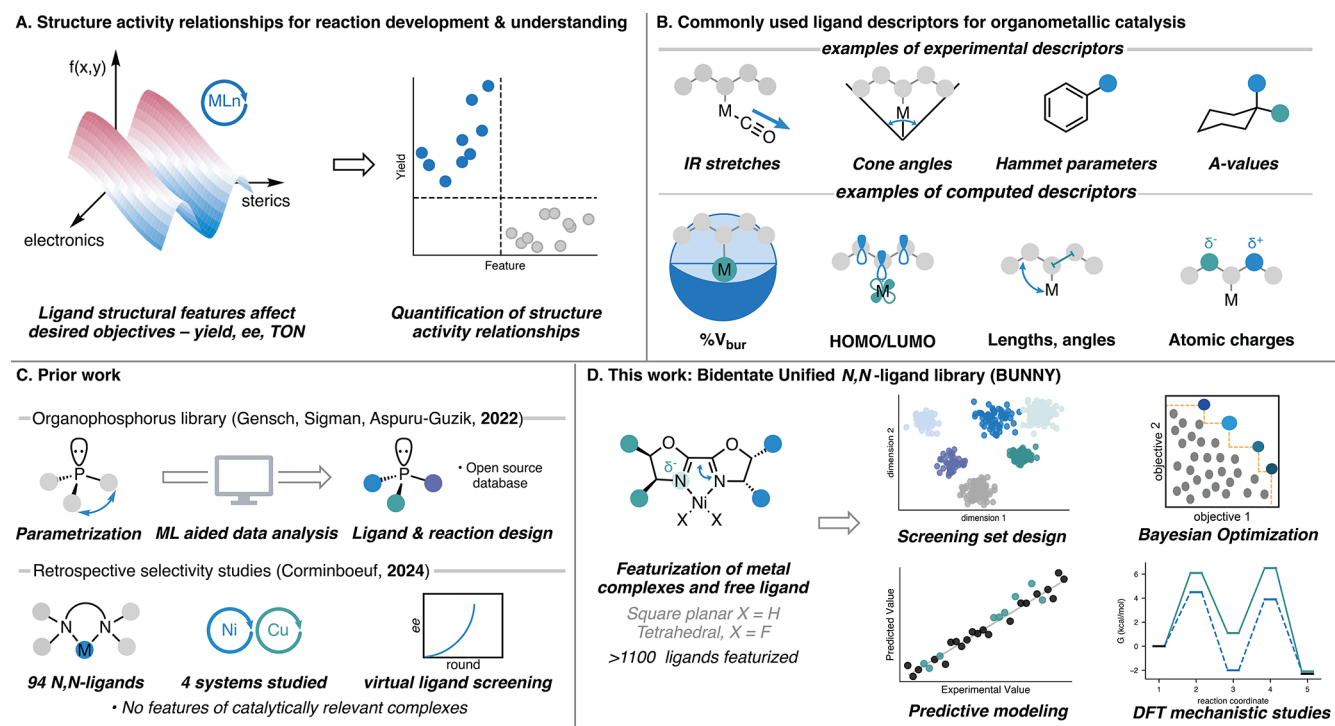 A. Structure activity relationships for reaction development & understanding
f(x,y)
MLn
sterics
electronics
Yield
Feature
Ligand structural features affect
desired objectives – yield, ee, TON
Quantification of structure
activity relationships
B. Commonly used ligand descriptors for organometallic catalysis
examples of experimental descriptors
M
C≡O
M
IR stretches
Cone angles
Hammet parameters
A-values
examples of computed descriptors
M
M
M
δ-
δ+
M
%Vbur
HOMO/LUMO
Lengths, angles
Atomic charges
C. Prior work
Organophosphorus library (Gensch, Sigman, Aspuru-Guzik, 2022)
P
P
• Open source
database
Parametrization
ML aided data analysis
Ligand & reaction design
Retrospective selectivity studies (Corminboeuf, 2024)
N
N
M
Ni
Cu
ee
round
94 N,N-ligands
4 systems studied
virtual ligand screening
• No features of catalytically relevant complexes
D. This work: Bidentate Unified N,N-ligand library (BUNNY)
O
O
δ-
N
N
Ni
X
X
Featurization of metal
complexes and free ligand
Square planar X = H
Tetrahedral, X = F
>1100 ligands featurized
dimension 2
dimension 1
Screening set design
objective 2
objective 1
Bayesian Optimization
Predicted Value
Experimental Value
Predictive modeling
G (kcal/mol)
6
4
2
0
-2
1 2 3 4 5
reaction coordinate
DFT mechanistic studies